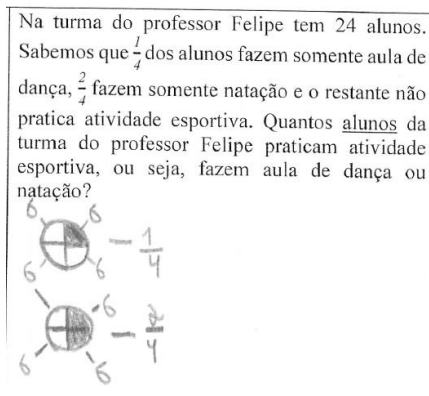 Na turma do professor Felipe tem 24 alunos.
Sabemos que 1/4 dos alunos fazem somente aula de
dança, 2/4 fazem somente natação e o restante não
pratica atividade esportiva. Quantos alunos da
turma do professor Felipe praticam atividade
esportiva, ou seja, fazem aula de dança ou
natação?
6 6
— 1/4
6 6
6
— 2/4
6 6